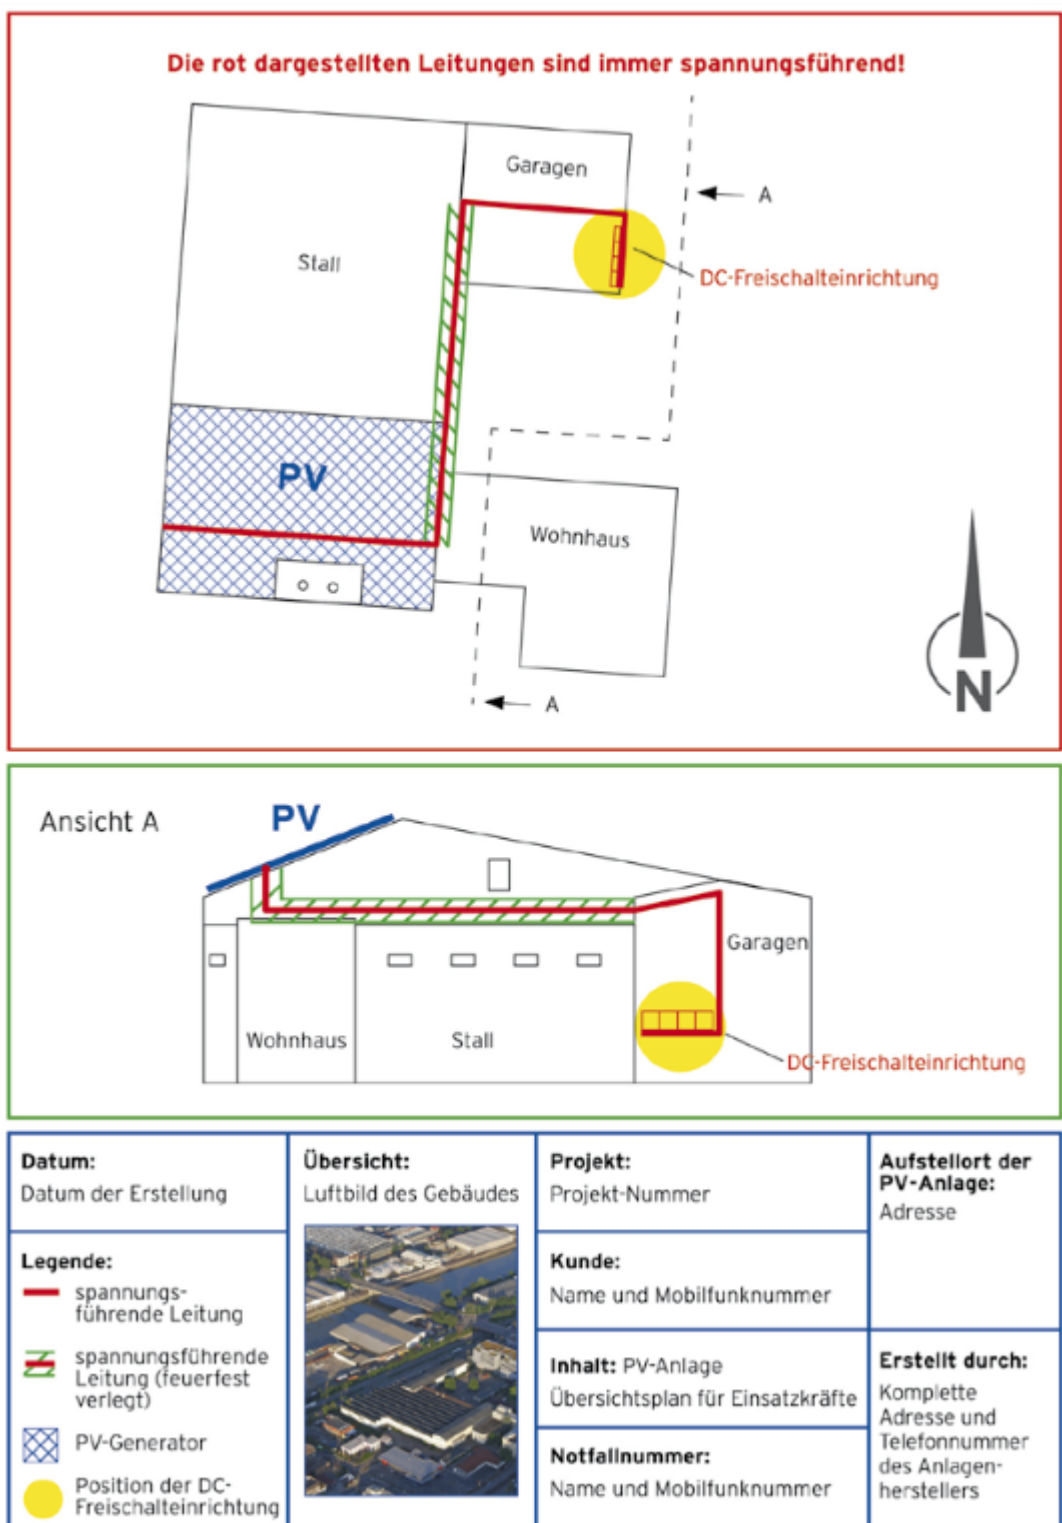 Die rot dargestellten Leitungen sind immer spannungsführend!
Garagen
A
Stall
DC-Freischalteinrichtung
PV
Wohnhaus
A
N
Ansicht A
PV
Garagen
Wohnhaus
Stall
DC-Freischalteinrichtung
Datum:
Datum der Erstellung
Legende:
spannungs-
führende Leitung
spannungsführende
Leitung (feuerfest
verlegt)
PV-Generator
Position der DC-
Freischalteinrichtung
Übersicht:
Luftbild des Gebäudes
Projekt:
Projekt-Nummer
Kunde:
Name und Mobilfunknummer
Inhalt: PV-Anlage
Übersichtsplan für Einsatzkräfte
Notfallnummer:
Name und Mobilfunknummer
Aufstellort der
PV-Anlage:
Adresse
Erstellt durch:
Komplette
Adresse und
Telefonnummer
des Anlagen-
herstellers